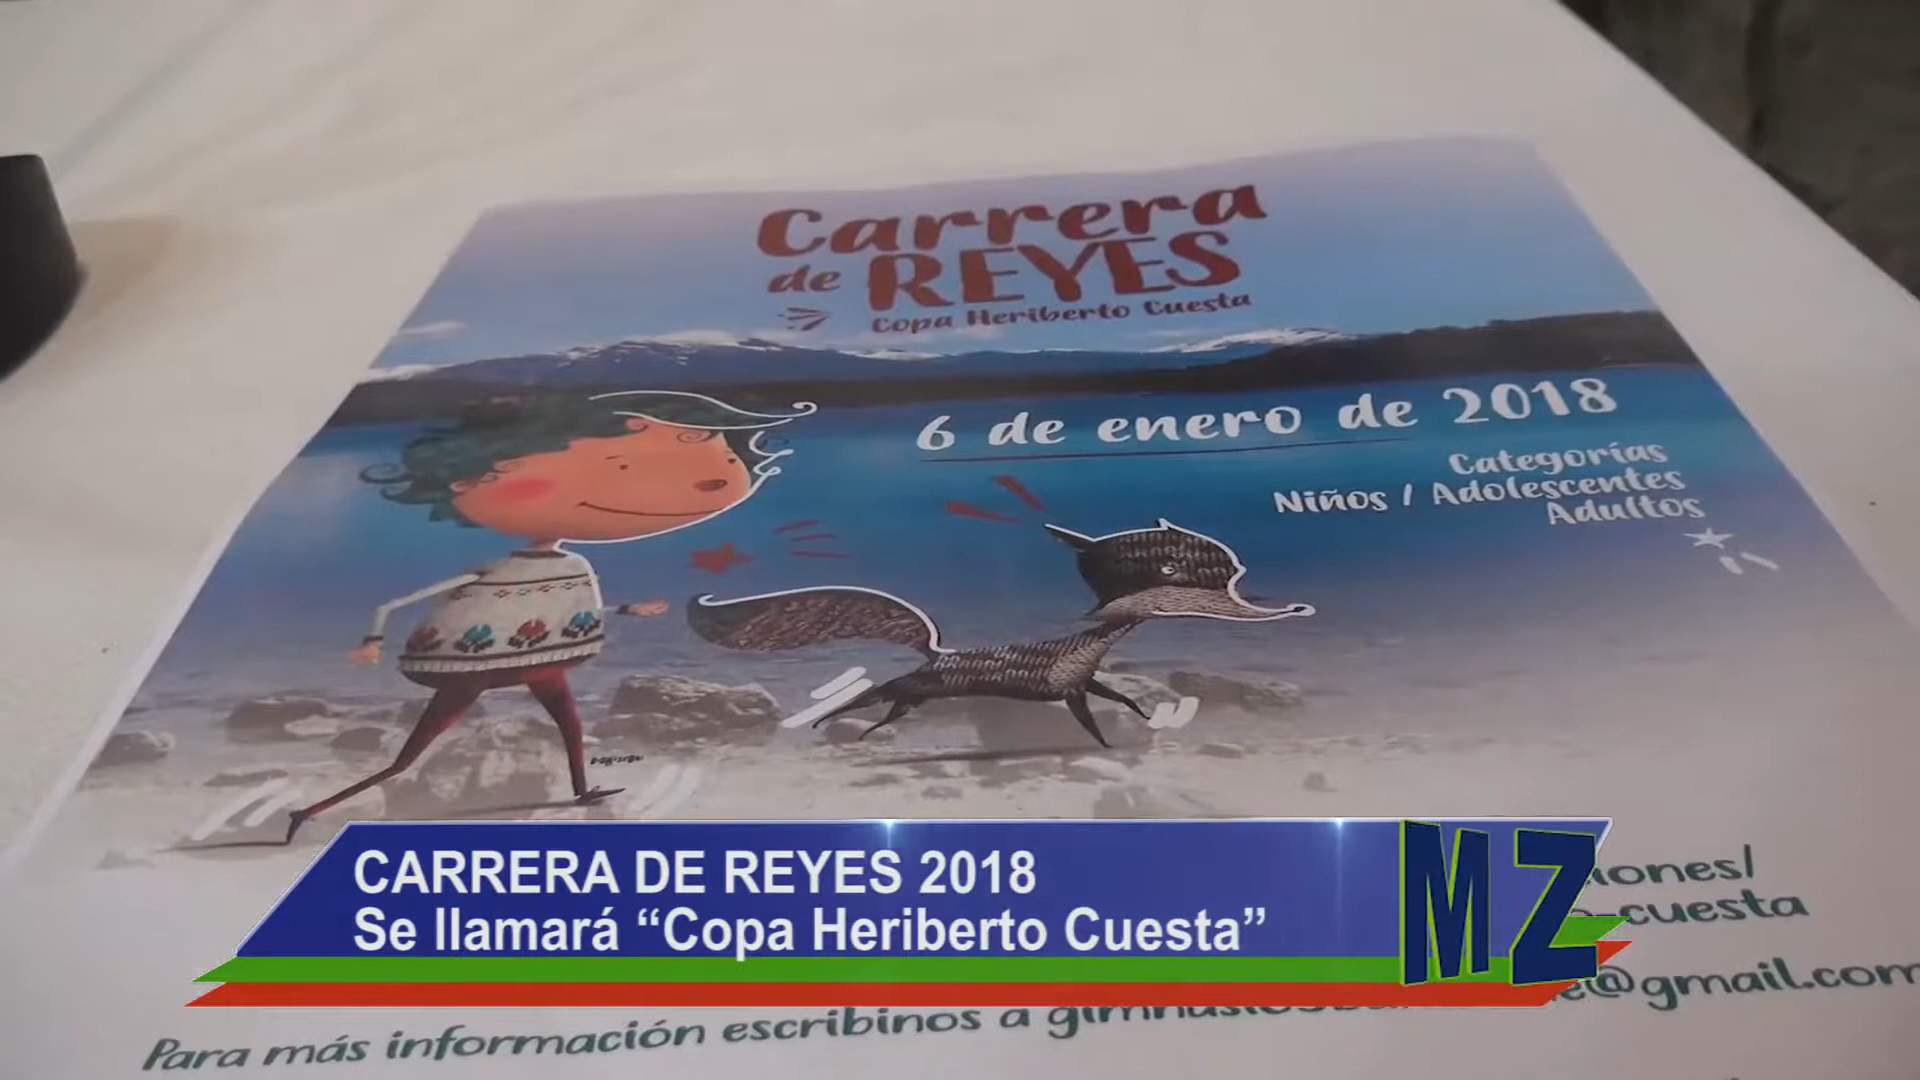 Carrera
de REYES
Copa Heriberto Cuesta
6 de enero de 2018
Categorías
Niños / Adolescentes
Adultos
CARRERA DE REYES 2018
Se llamará “Copa Heriberto Cuesta”
MZ
cuesta
@gmail.com
Para más información escribinos a